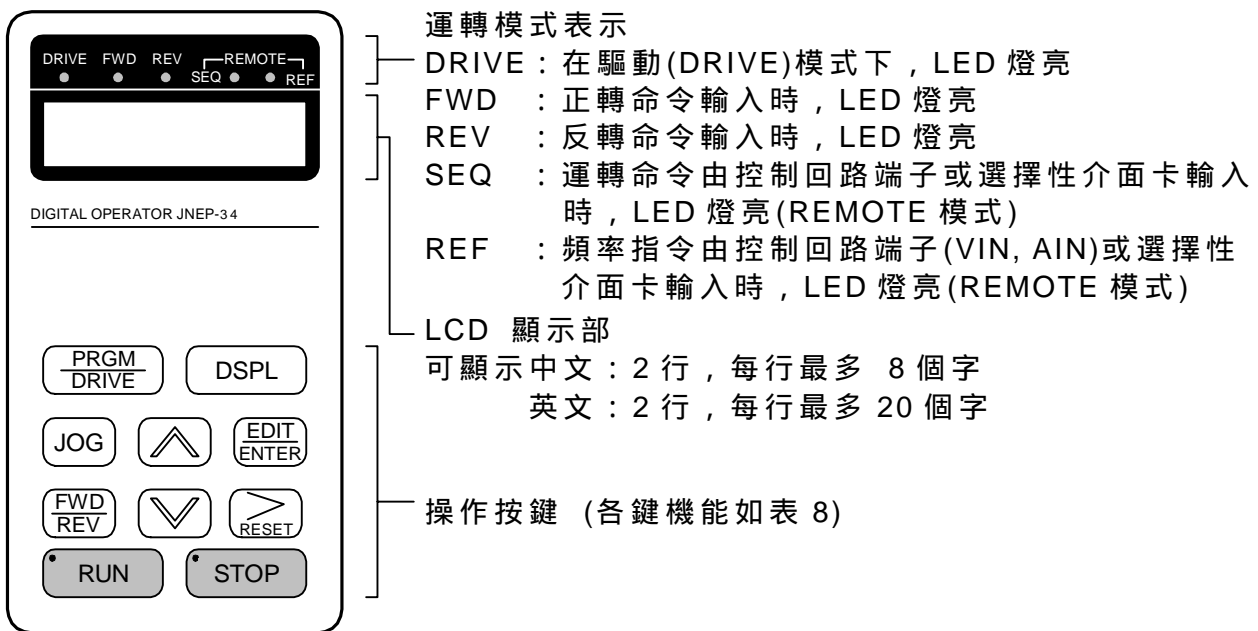 DRIVE FWD REV REMOTE
SEQ REF
DIGITAL OPERATOR JNEP-34
PRGM
DRIVE
DSPL
JOG
EDIT
ENTER
FWD
REV
RESET
RUN
STOP
運轉模式表示
DRIVE：在驅動(DRIVE)模式下，LED 燈亮
FWD ：正轉命令輸入時，LED 燈亮
REV ：反轉命令輸入時，LED 燈亮
SEQ ：運轉命令由控制回路端子或選擇性介面卡輸入
時，LED 燈亮(REMOTE 模式)
REF ：頻率指令由控制回路端子(VIN, AIN)或選擇性
介面卡輸入時，LED 燈亮(REMOTE 模式)
LCD 顯示部
可顯示中文：2 行，每行最多 8 個字
英文：2 行，每行最多 20 個字
操作按鍵 (各鍵機能如表 8)